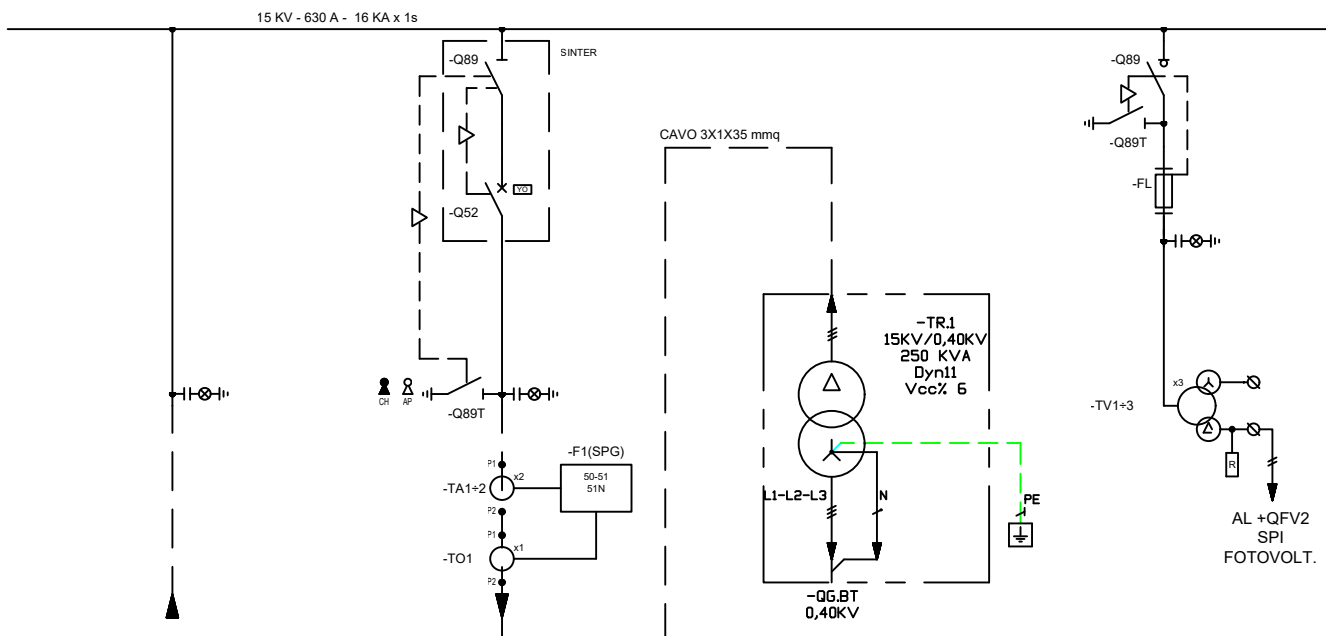 15 KV - 630 A - 16 KA x 1s
-Q89
SINTER
YO
-Q52
CH
AP
-Q89T
-F1(SPG)
P1
x2
50-51
51N
-TA1÷2
P2
P1
x1
-TO1
P2
CAVO 3X1X35 mmq
-TR.1
15KV/0,40KV
250 KVA
Dyn11
Vcc% 6
L1-L2-L3
N
PE
-QG.BT
0,40KV
-Q89
-Q89T
-FL
x3
-TV1÷3
R
AL +QFV2
SPI
FOTOVOLT.